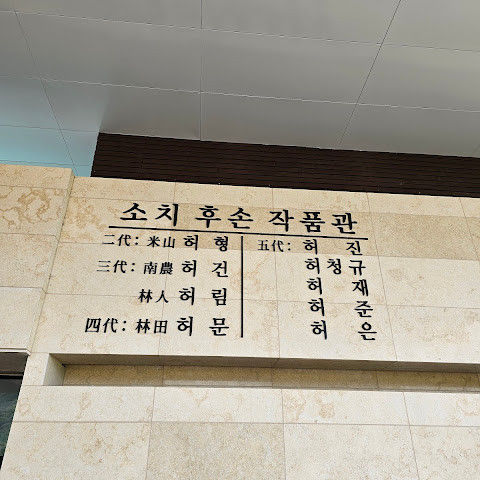 소치 후손 작품관
二代: 米山 허 형
三代: 南農 허 건
林人 허 림
四代: 林田 허 문
五代: 허 진
허 청 규
허 재
허 준
허 은